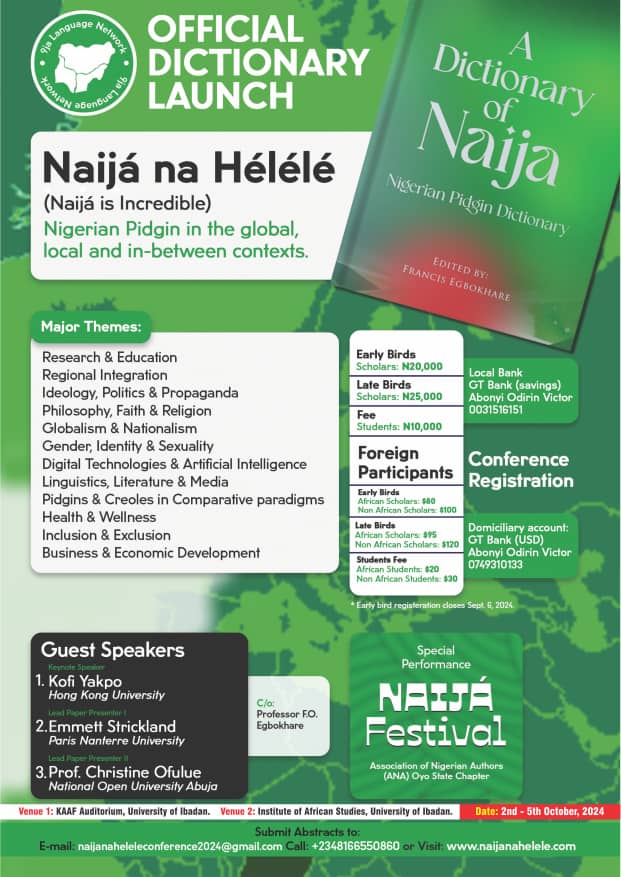 9ja Language Network
9ja Language Network
OFFICIAL
DICTIONARY
LAUNCH
A
Dictionary
of
Naija
Nigerian Pidgin Dictionary
EDITED BY:
FRANCIS EGBOKHARE
Naijá na Hélélé
(Naijá is Incredible)
Nigerian Pidgin in the global,
local and in-between contexts.
Major Themes:
Research & Education
Regional Integration
Ideology, Politics & Propaganda
Philosophy, Faith & Religion
Globalism & Nationalism
Gender, Identity & Sexuality
Digital Technologies & Artificial Intelligence
Linguistics, Literature & Media
Pidgins & Creoles in Comparative paradigms
Health & Wellness
Inclusion & Exclusion
Business & Economic Development
Early Birds
Scholars: N20,000
Late Birds
Scholars: N25,000
Fee
Students: N10,000
Foreign
Participants
Early Birds
African Scholars: $80
Non African Scholars: $100
Late Birds
African Scholars: $95
Non African Scholars: $120
Students Fee
African Students: $20
Non African Students: $30
Local Bank
GT Bank (savings)
Abonyi Odirin Victor
0031516151
Conference
Registration
Domiciliary account:
GT Bank (USD)
Abonyi Odirin Victor
0749310133
* Early bird registeration closes Sept. 6, 2024.
Guest Speakers
Keynote Speaker
1. Kofi Yakpo
Hong Kong University
Lead Paper Presenter I
2. Emmett Strickland
Paris Nanterre University
Lead Paper Presenter II
3. Prof. Christine Ofulue
National Open University Abuja
C/o:
Professor F.O.
Egbokhare
Special
Performance
NAIJÁ
Festival
Association of Nigerian Authors
(ANA) Oyo State Chapter
Venue 1: KAAF Auditorium, University of Ibadan. Venue 2: Institute of African Studies, University of Ibadan. Date: 2nd - 5th October, 2024
Submit Abstracts to:
E-mail: naijanaheleleconference2024@gmail.com Call: +2348166550860 or Visit: www.naijanahelele.com